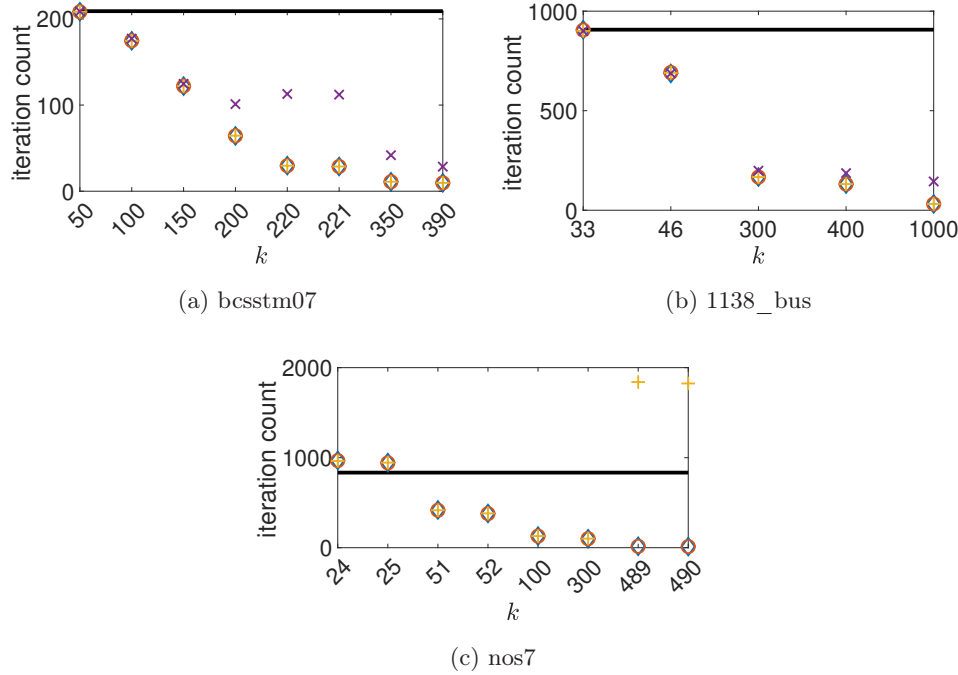 200
100
0
iteration count
50 100 150 200 220 221 350 390
k
(a) bcsstm07
1000
500
0
iteration count
33 46 300 400 1000
k
(b) 1138_bus
2000
1000
0
iteration count
24 25 51 52 100 300 489 490
k
(c) nos7